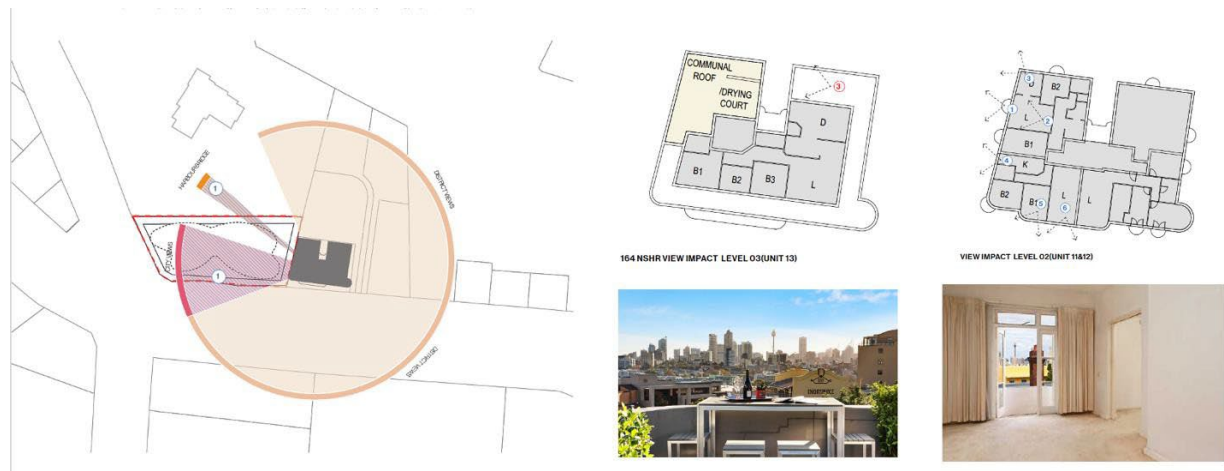 HARBOUR BRIDGE
1
DISTRICT VIEWS
1
DISTRICT VIEWS
COMMUNAL
ROOF
/DRYING
COURT
3
D
B1
B2
B3
L
164 NSHR VIEW IMPACT LEVEL 03(UNIT 13)
3
B2
1
L
2
B1
4
K
B2
B1
5
L
6
L
VIEW IMPACT LEVEL 02(UNIT 11&12)